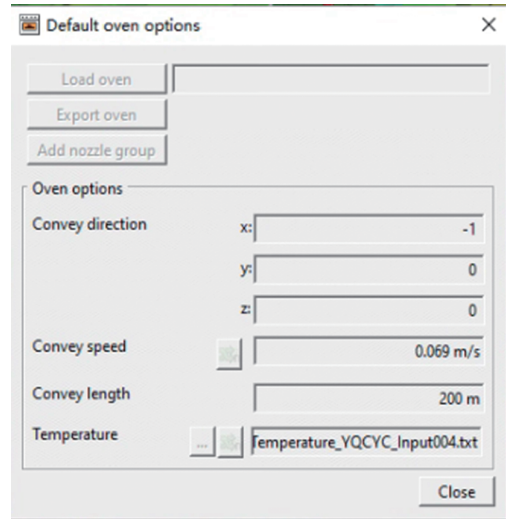 Default oven options
Load oven
Export oven
Add nozzle group
Oven options
Convey direction x: -1
y: 0
z: 0
Convey speed 0.069 m/s
Convey length 200 m
Temperature ... Temperature_YQCYC_Input004.txt
Close